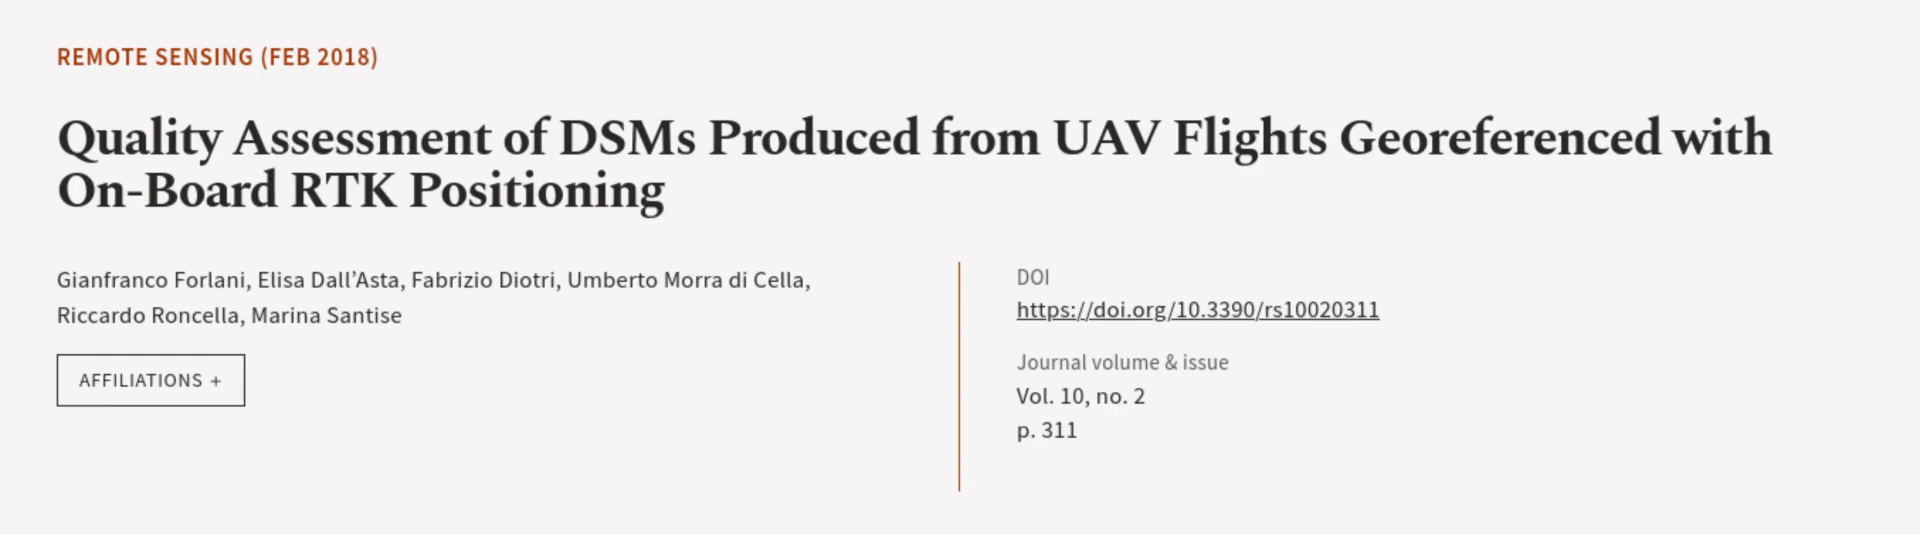 REMOTE SENSING (FEB 2018)
Quality Assessment of DSMs Produced from UAV Flights Georeferenced with
On-Board RTK Positioning
Gianfranco Forlani, Elisa Dall’Asta, Fabrizio Diotri, Umberto Morra di Cella,
Riccardo Roncella, Marina Santise
AFFILIATIONS +
DOI
https://doi.org/10.3390/rs10020311
Journal volume & issue
Vol. 10, no. 2
p. 311